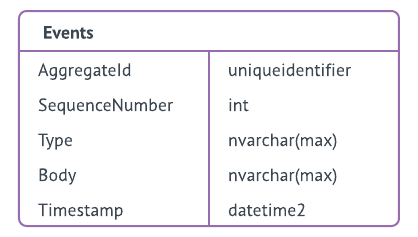 Events
AggregateId uniqueidentifier
SequenceNumber int
Type nvarchar(max)
Body nvarchar(max)
Timestamp datetime2